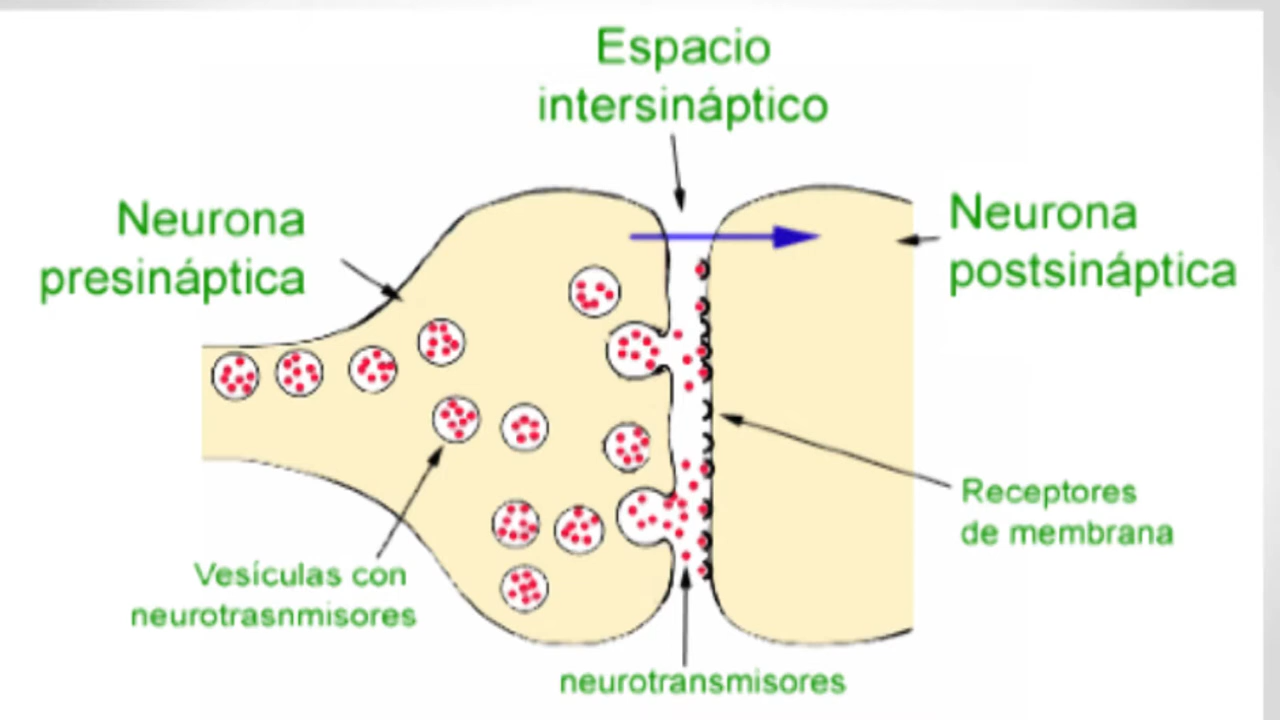 Espacio
intersináptico
Neurona
presináptica
Neurona
postsináptica
Receptores
de membrana
Vesículas con
neurotrasnmisores
neurotransmisores